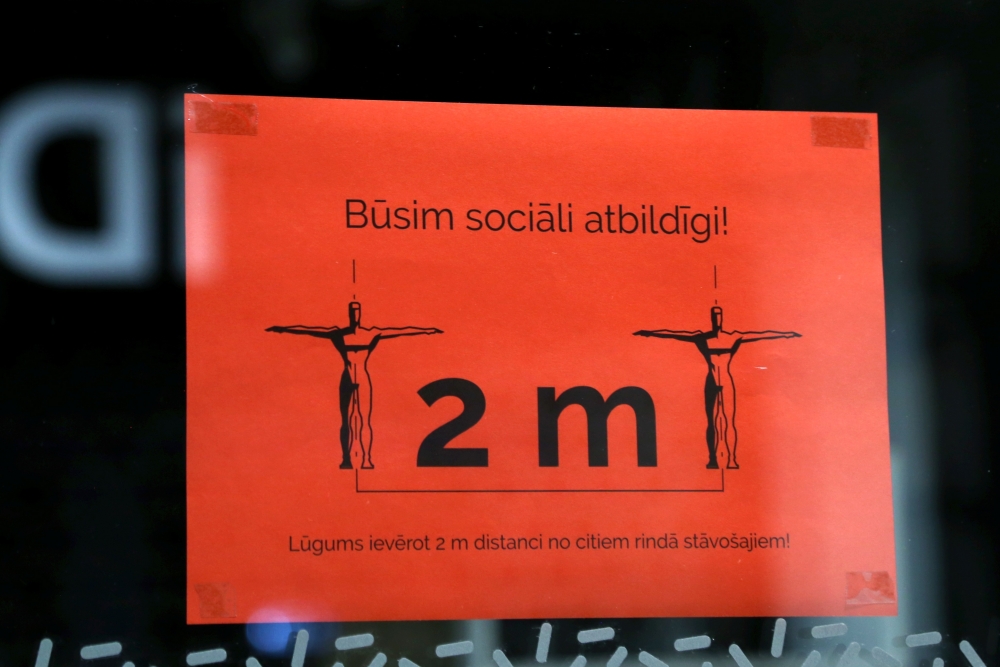 Būsim sociāli atbildīgi!
2 m
Lūgums ievērot 2 m distanci no citiem rindā stāvošajiem!